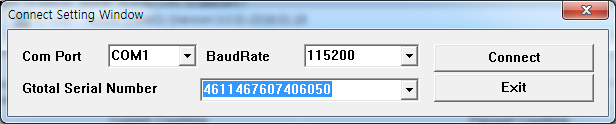 Connect Setting Window
Com Port COM1 BaudRate 115200 Connect
Gtotal Serial Number 4611467607406050 Exit